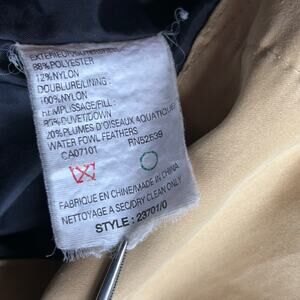 88%POLYESTER
12%NYLON
DOUBLURE/LINING :
100%NYLON
REMPLISSAGE/FILL :
80%DUVET/DOWN
20%PLUMES D'OISEAUX AQUATIQUES
WATER FOWL FEATHERS
CA07101 RN52539
FABRIQUE EN CHINE/MADE IN CHINA
NETTOYAGE A SEC/DRY CLEAN ONLY
STYLE : 23701/0